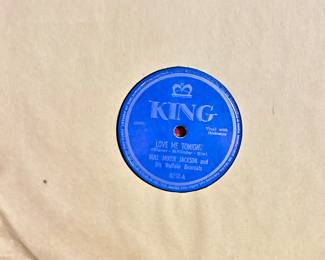 KING
Vocal with
Orchestra
LOVE ME TONIGHT
BULL MOOSE JACKSON and
His Buffalo Bearcats